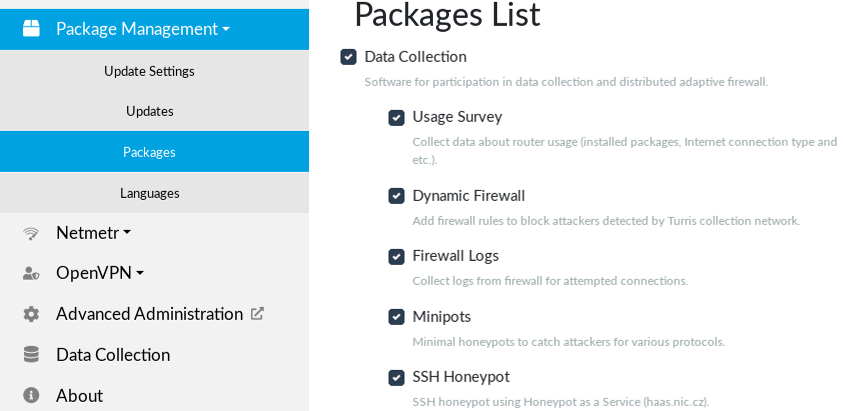 Package Management
Update Settings
Updates
Packages
Languages
Netmetr
OpenVPN
Advanced Administration
Data Collection
About
Packages List
Data Collection
Software for participation in data collection and distributed adaptive firewall.
Usage Survey
Collect data about router usage (installed packages, Internet connection type and
etc.).
Dynamic Firewall
Add firewall rules to block attackers detected by Turris collection network.
Firewall Logs
Collect logs from firewall for attempted connections.
Minipots
Minimal honeypots to catch attackers for various protocols.
SSH Honeypot
SSH honeypot using Honeypot as a Service (haas.nic.cz).